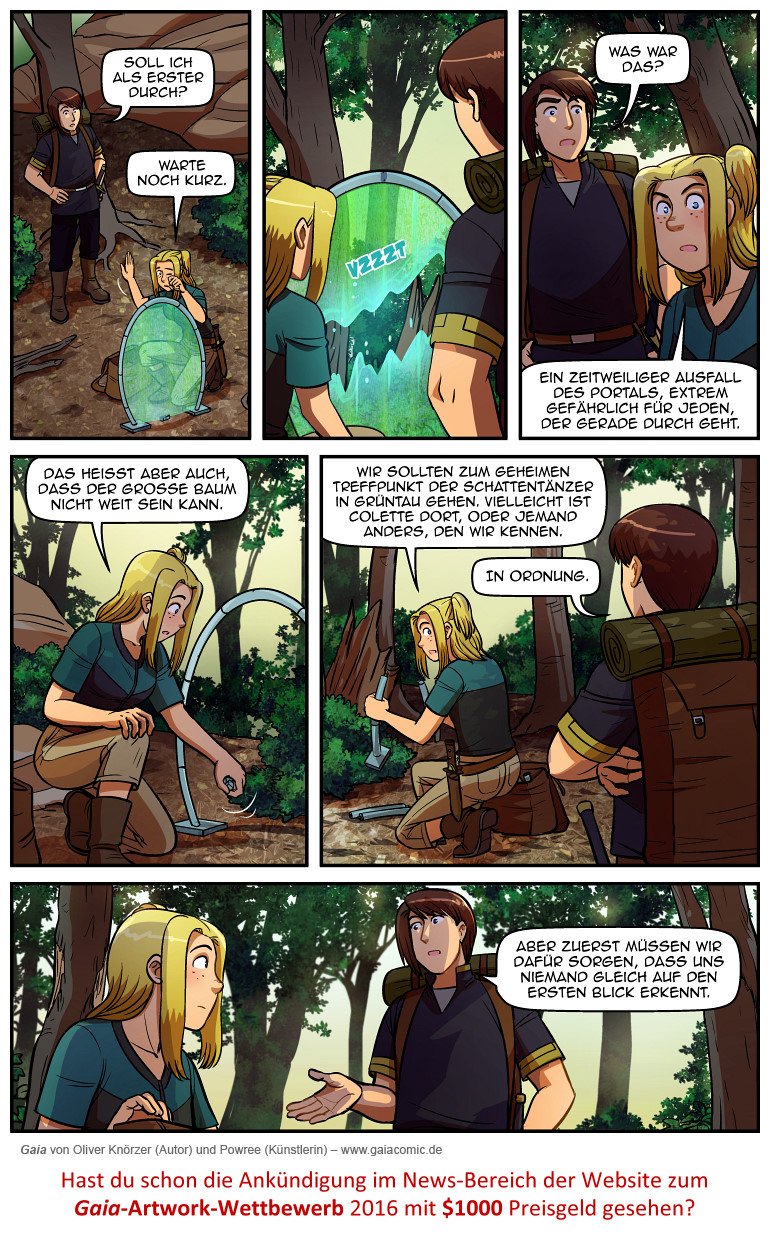 SOLL ICH
ALS ERSTER
DURCH?
WARTE
NOCH KURZ.
VZZZT
WAS WAR
DAS?
EIN ZEITWEILIGER AUSFALL
DES PORTALS, EXTREM
GEFÄHRLICH FÜR JEDEN,
DER GERADE DURCH GEHT.
DAS HEISST ABER AUCH,
DASS DER GROSSE BAUM
NICHT WEIT SEIN KANN.
WIR SOLLTEN ZUM GEHEIMEN
TREFFPUNKT DER SCHATTENTÄNZER
IN GRÜNTAU GEHEN. VIELLEICHT IST
COLETTE DORT, ODER JEMAND
ANDERS, DEN WIR KENNEN.
IN ORDNUNG.
ABER ZUERST MÜSSEN WIR
DAFÜR SORGEN, DASS UNS
NIEMAND GLEICH AUF DEN
ERSTEN BLICK ERKENNT.
Gaia von Oliver Knörzer (Autor) und Powree (Künstlerin) – www.gaiacomic.de
Hast du schon die Ankündigung im News-Bereich der Website zum
Gaia-Artwork-Wettbewerb 2016 mit $1000 Preisgeld gesehen?